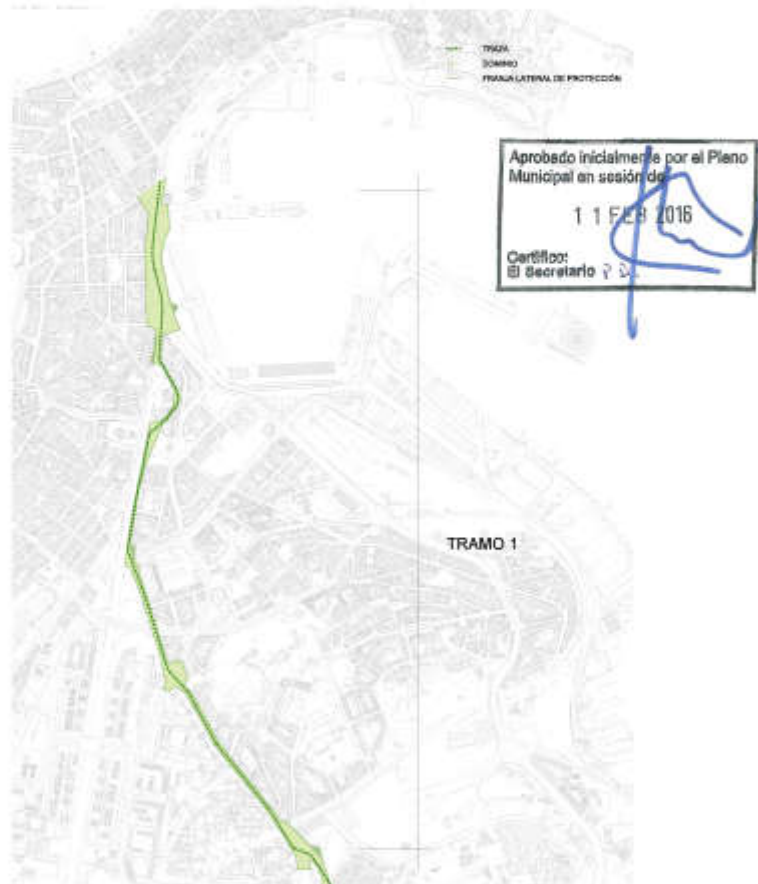 TRAZA
DOMINIO
FRANJA LATERAL DE PROTECCIÓN
Aprobado inicialmente por el Pleno
Municipal en sesión de
11 FEB 2016
Certifico:
El Secretario
TRAMO 1